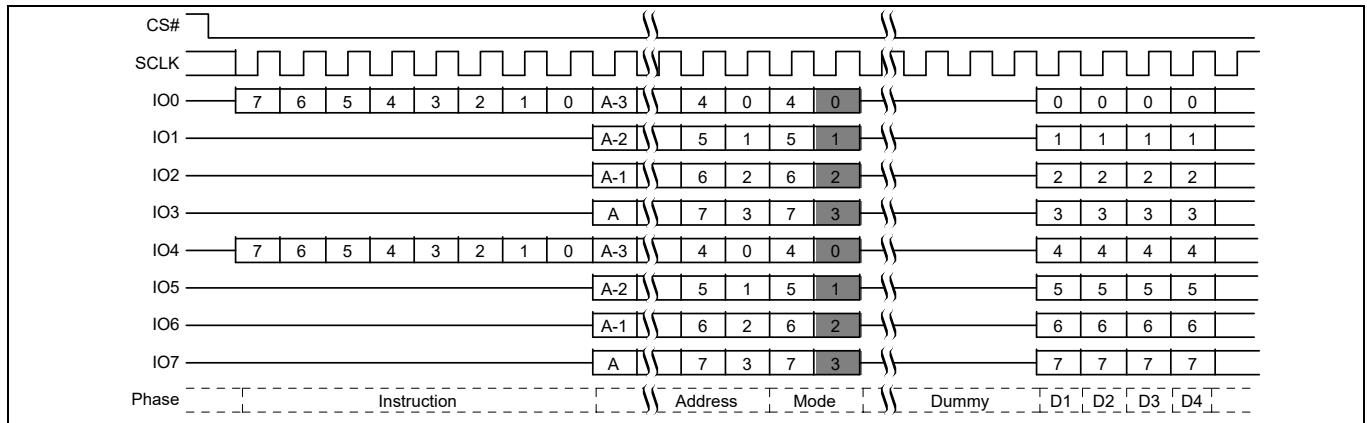 CS#
SCLK
IO0 7 6 5 4 3 2 1 0 A-3 4 0 4 0 0 0 0 0
IO1 A-2 5 1 5 1 1 1 1 1
IO2 A-1 6 2 6 2 2 2 2 2
IO3 A 7 3 7 3 3 3 3 3
IO4 7 6 5 4 3 2 1 0 A-3 4 0 4 0 4 4 4 4
IO5 A-2 5 1 5 1 5 5 5 5
IO6 A-1 6 2 6 2 6 6 6 6
IO7 A 7 3 7 3 7 7 7 7
Phase Instruction Address Mode Dummy D1 D2 D3 D4